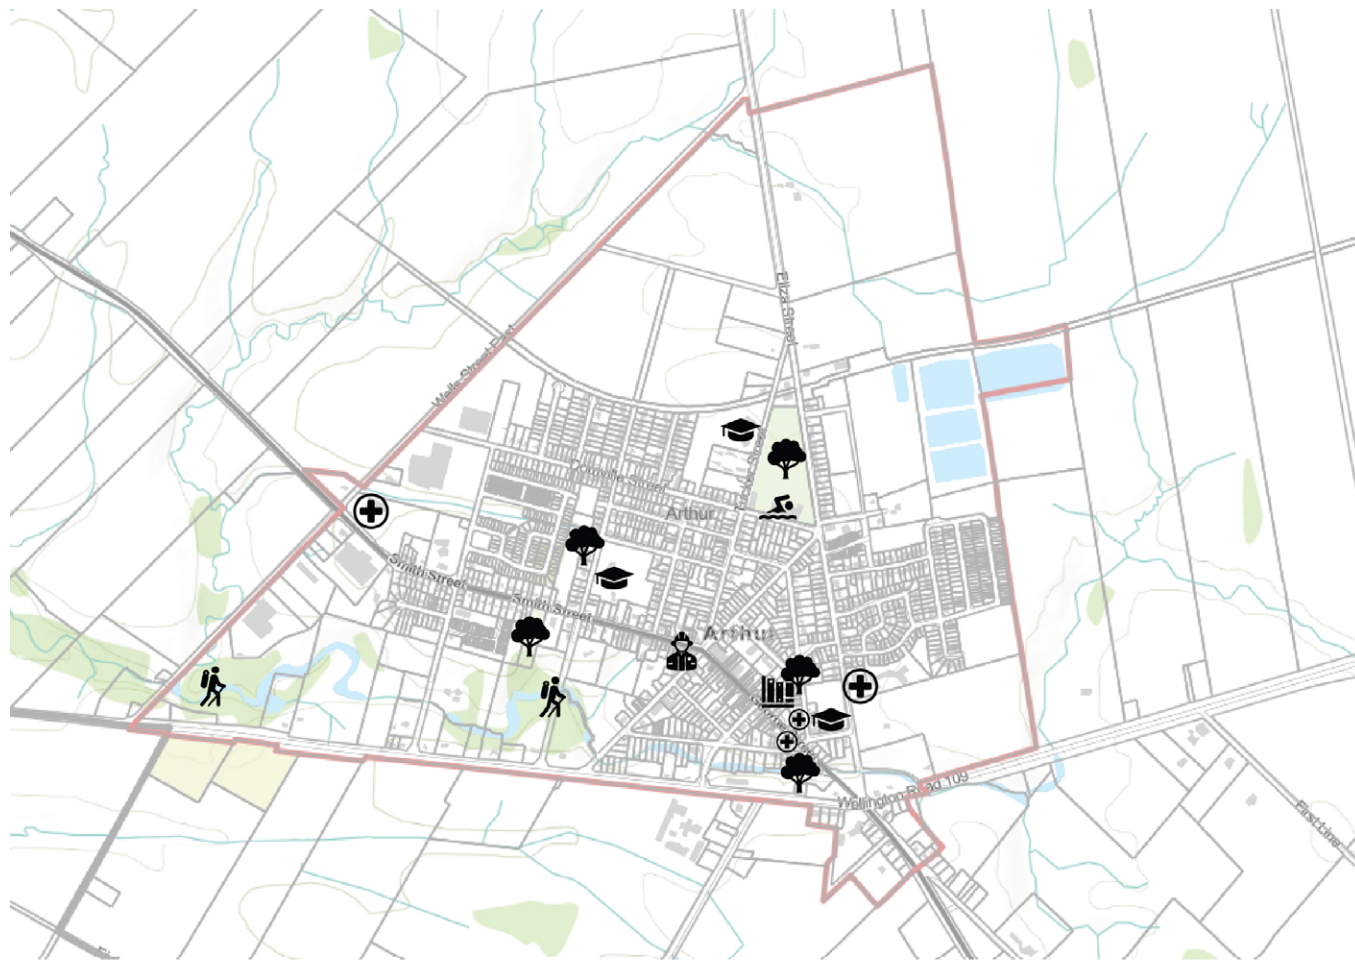 Eliza Street
Wells Street East
Domville Street
Arthur
Smith Street
Smith Street
Arthur
Wellington Road 109
First Line